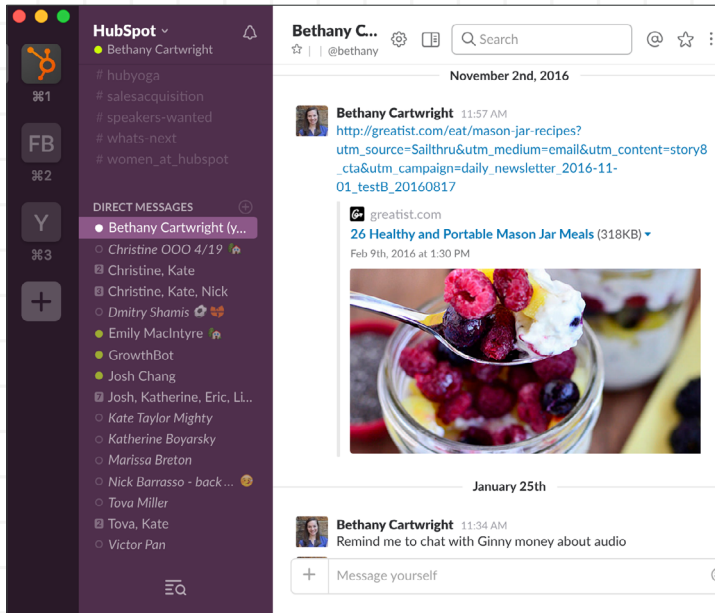 HubSpot
Bethany Cartwright
# hubyoga
# salesacquisition
# speakers-wanted
# whats-next
# women_at_hubspot
⌘1
FB
⌘2
Y
⌘3
+
DIRECT MESSAGES
Bethany Cartwright (y...
Christine OOO 4/19 🏡
2 Christine, Kate
3 Christine, Kate, Nick
Dmitry Shamis
Emily MacIntyre 🏡
GrowthBot
Josh Chang
7 Josh, Katherine, Eric, Li...
Kate Taylor Mighty
Katherine Boyarsky
Marissa Breton
Nick Barrasso - back ...
Tova Miller
2 Tova, Kate
Victor Pan
Bethany C...
@bethany
Search
November 2nd, 2016
Bethany Cartwright 11:57 AM
http://greatist.com/eat/mason-jar-recipes?
utm_source=Sailthru&utm_medium=email&utm_content=story8
_cta&utm_campaign=daily_newsletter_2016-11-
01_testB_20160817
greatist.com
26 Healthy and Portable Mason Jar Meals (318KB)
Feb 9th, 2016 at 1:30 PM
January 25th
Bethany Cartwright 11:34 AM
Remind me to chat with Ginny money about audio
Message yourself